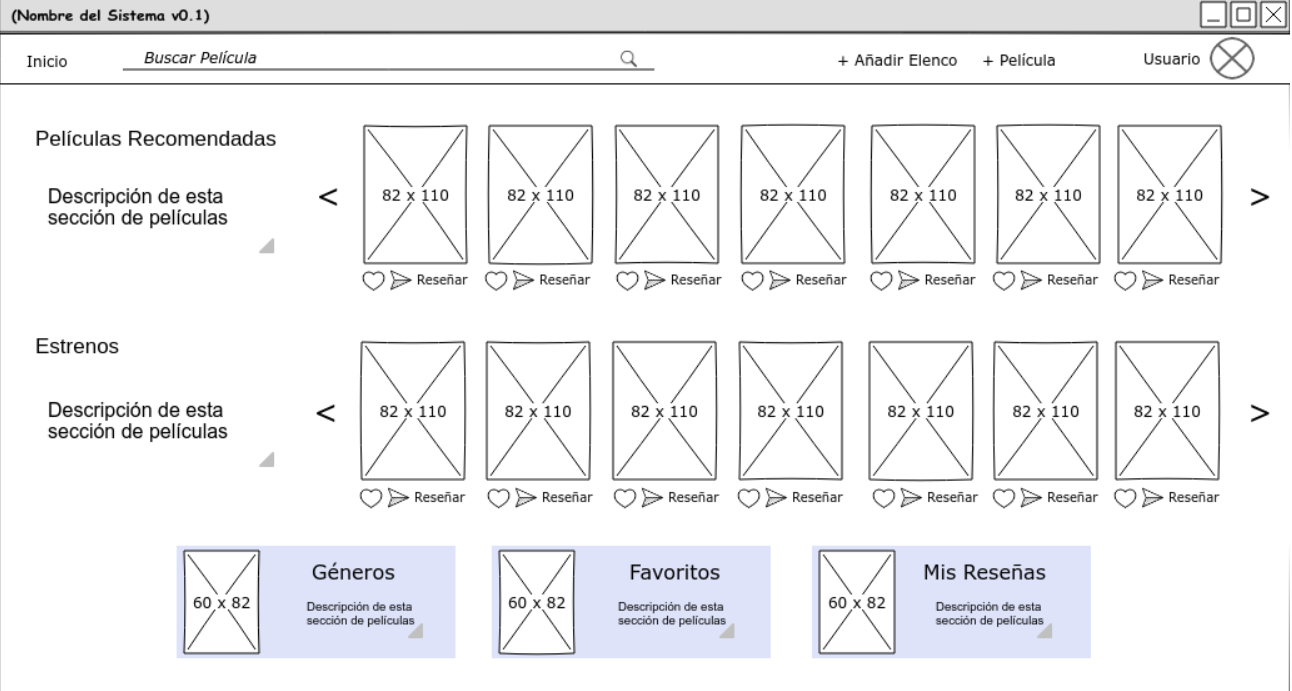 (Nombre del Sistema v0.1)
Inicio
Buscar Película
+ Añadir Elenco
+ Película
Usuario
Películas Recomendadas
Descripción de esta
sección de películas
<
82 x 110
82 x 110
82 x 110
82 x 110
82 x 110
82 x 110
82 x 110
>
Reseñar
Reseñar
Reseñar
Reseñar
Reseñar
Reseñar
Reseñar
Estrenos
Descripción de esta
sección de películas
<
82 x 110
82 x 110
82 x 110
82 x 110
82 x 110
82 x 110
82 x 110
>
Reseñar
Reseñar
Reseñar
Reseñar
Reseñar
Reseñar
Reseñar
60 x 82
Géneros
Descripción de esta
sección de películas
60 x 82
Favoritos
Descripción de esta
sección de películas
60 x 82
Mis Reseñas
Descripción de esta
sección de películas